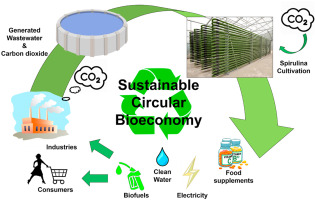 Generated
Wastewater
&
Carbon dioxide
CO2
CO2
Spirulina
Cultivation
Sustainable
Circular
Bioeconomy
Industries
Consumers
Biofuels
Clean
Water
Electricity
Food
supplements